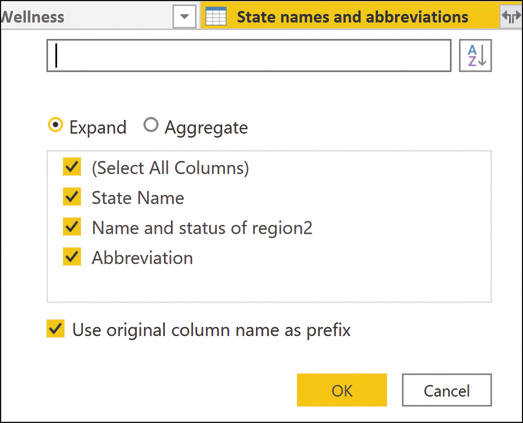 Wellness State names and abbreviations
A Z
Expand Aggregate
(Select All Columns)
State Name
Name and status of region2
Abbreviation
Use original column name as prefix
OK Cancel